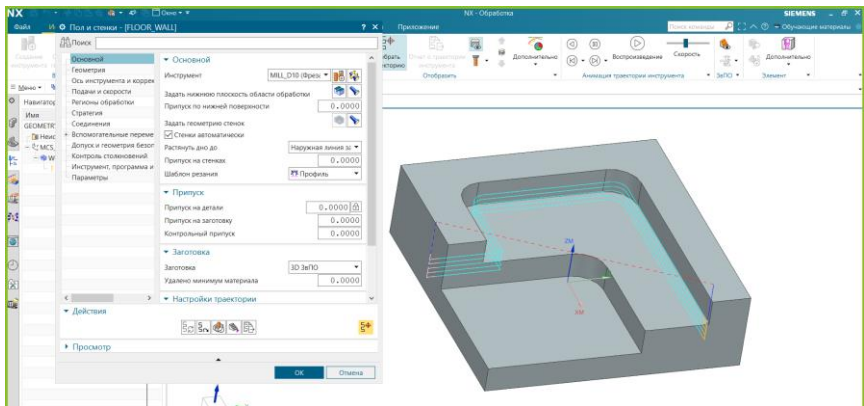 NX
Окно
NX - Обработка
SIEMENS
Файл
Пол и стенки - [FLOOR_WALL]
? ×
Приложение
Обучающие материалы
Поиск
Дополнительно
Воспроизведение
Скорость
Дополнительно
Отобразить
Анимация траектории инструмента
ЗвПО
Элемент
Меню
Навигатор
Имя
GEOMETR
MCS_
Основной
Геометрия
Ось инструмента и коррек
Подачи и скорости
Регионы обработки
Стратегия
Соединения
Вспомогательные переме
Допуск и геометрия безоп
Контроль столкновений
Инструмент, программа и
Параметры
Основной
Инструмент
MILL_D10 (Фрезе
Задать нижнюю плоскость области обработки
Припуск по нижней поверхности
0.0000
Задать геометрию стенок
Стенки автоматически
Растянуть дно до
Наружная линия за
Припуск на стенках
0.0000
Шаблон резания
Профиль
Припуск
Припуск на детали
0.0000
Припуск на заготовку
0.0000
Контрольный припуск
0.0000
Заготовка
Заготовка
3D ЗвПО
Удалено минимум материала
0.0000
Настройки траектории
Действия
Просмотр
OK
Отмена
ZM
XM